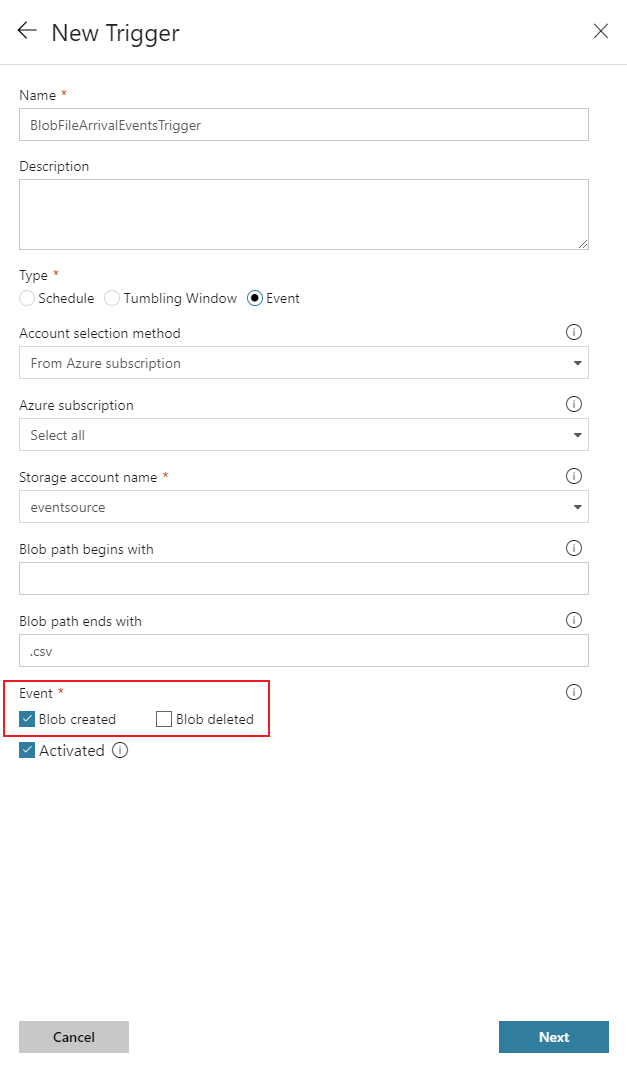 New Trigger
Name *
BlobFileArrivalEventsTrigger
Description
Type *
Schedule Tumbling Window Event
Account selection method
From Azure subscription
Azure subscription
Select all
Storage account name *
eventsource
Blob path begins with
Blob path ends with
.csv
Event *
Blob created Blob deleted
Activated
Cancel Next